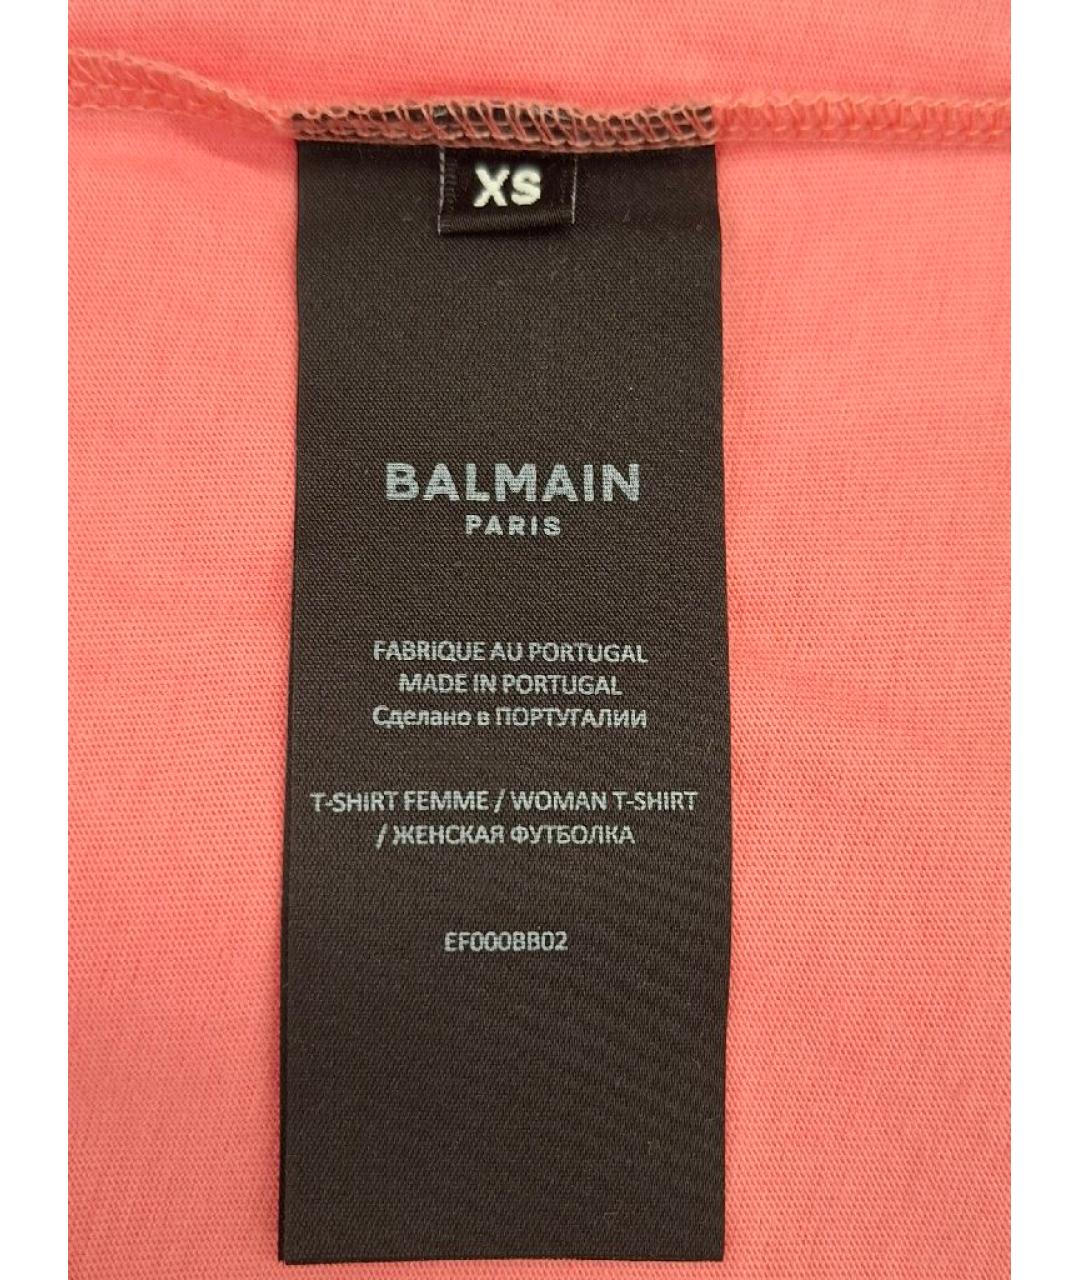 XS
BALMAIN
PARIS
FABRIQUE AU PORTUGAL
MADE IN PORTUGAL
Сделано в ПОРТУГАЛИИ
T-SHIRT FEMME / WOMAN T-SHIRT
/ ЖЕНСКАЯ ФУТБОЛКА
EF000BB02